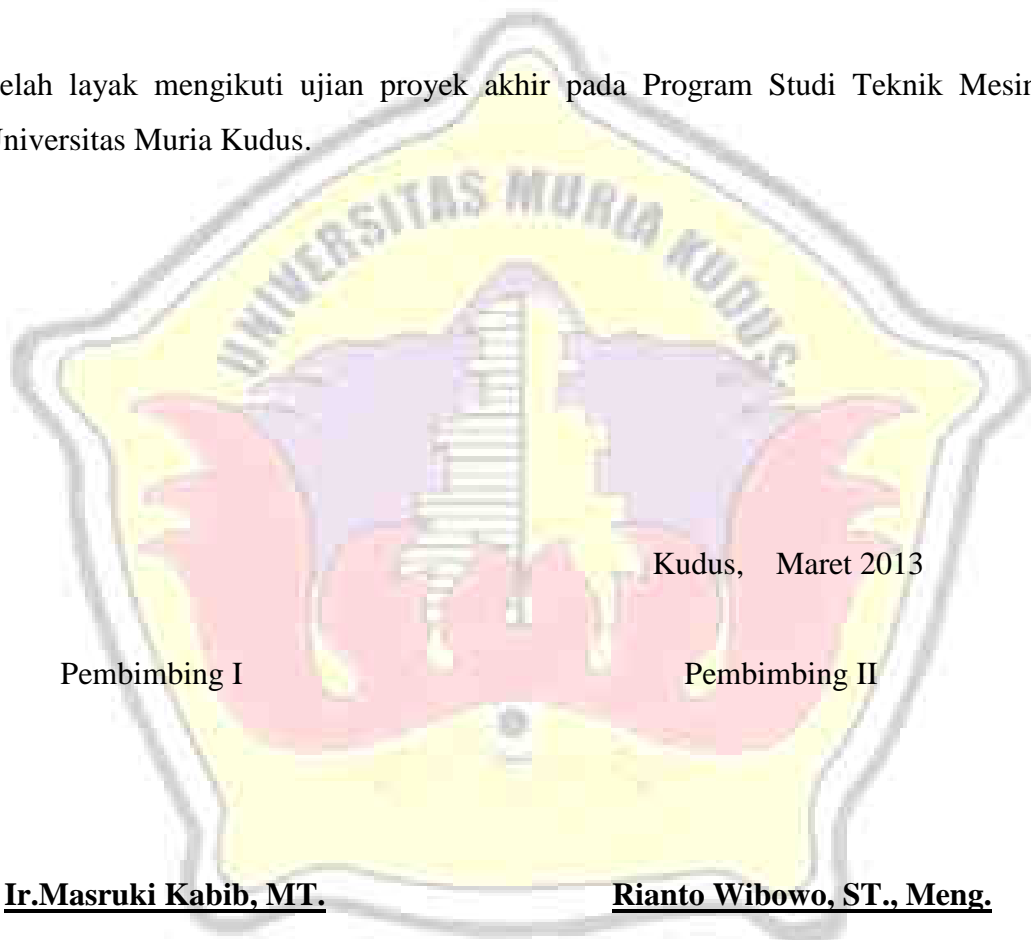 elah layak mengikuti ujian proyek akhir pada Program Studi Teknik Mesin
Universitas Muria Kudus.
UNIVERSITAS MURIA KUDUS
Kudus, Maret 2013
Pembimbing I Pembimbing II
Ir.Masruki Kabib, MT. Rianto Wibowo, ST., Meng.